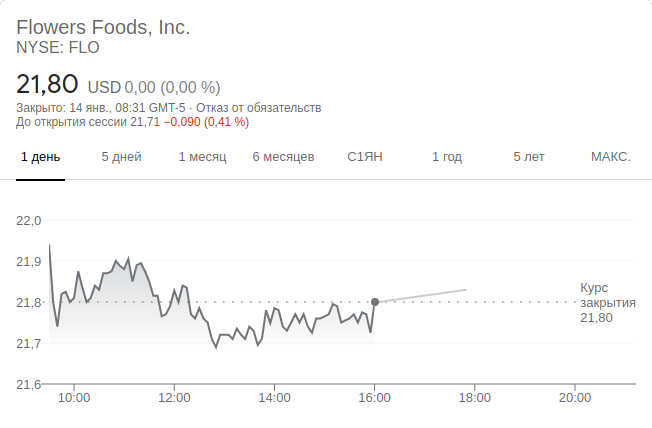 Flowers Foods, Inc.
NYSE: FLO
21,80 USD 0,00 (0,00 %)
Закрыто: 14 янв., 08:31 GMT-5 · Отказ от обязательств
До открытия сессии 21,71 −0,090 (0,41 %)
1 день 5 дней 1 месяц 6 месяцев С1ЯН 1 год 5 лет МАКС.
22,0
21,9
21,8
21,7
21,6
Курс
закрытия
21,80
10:00 12:00 14:00 16:00 18:00 20:00